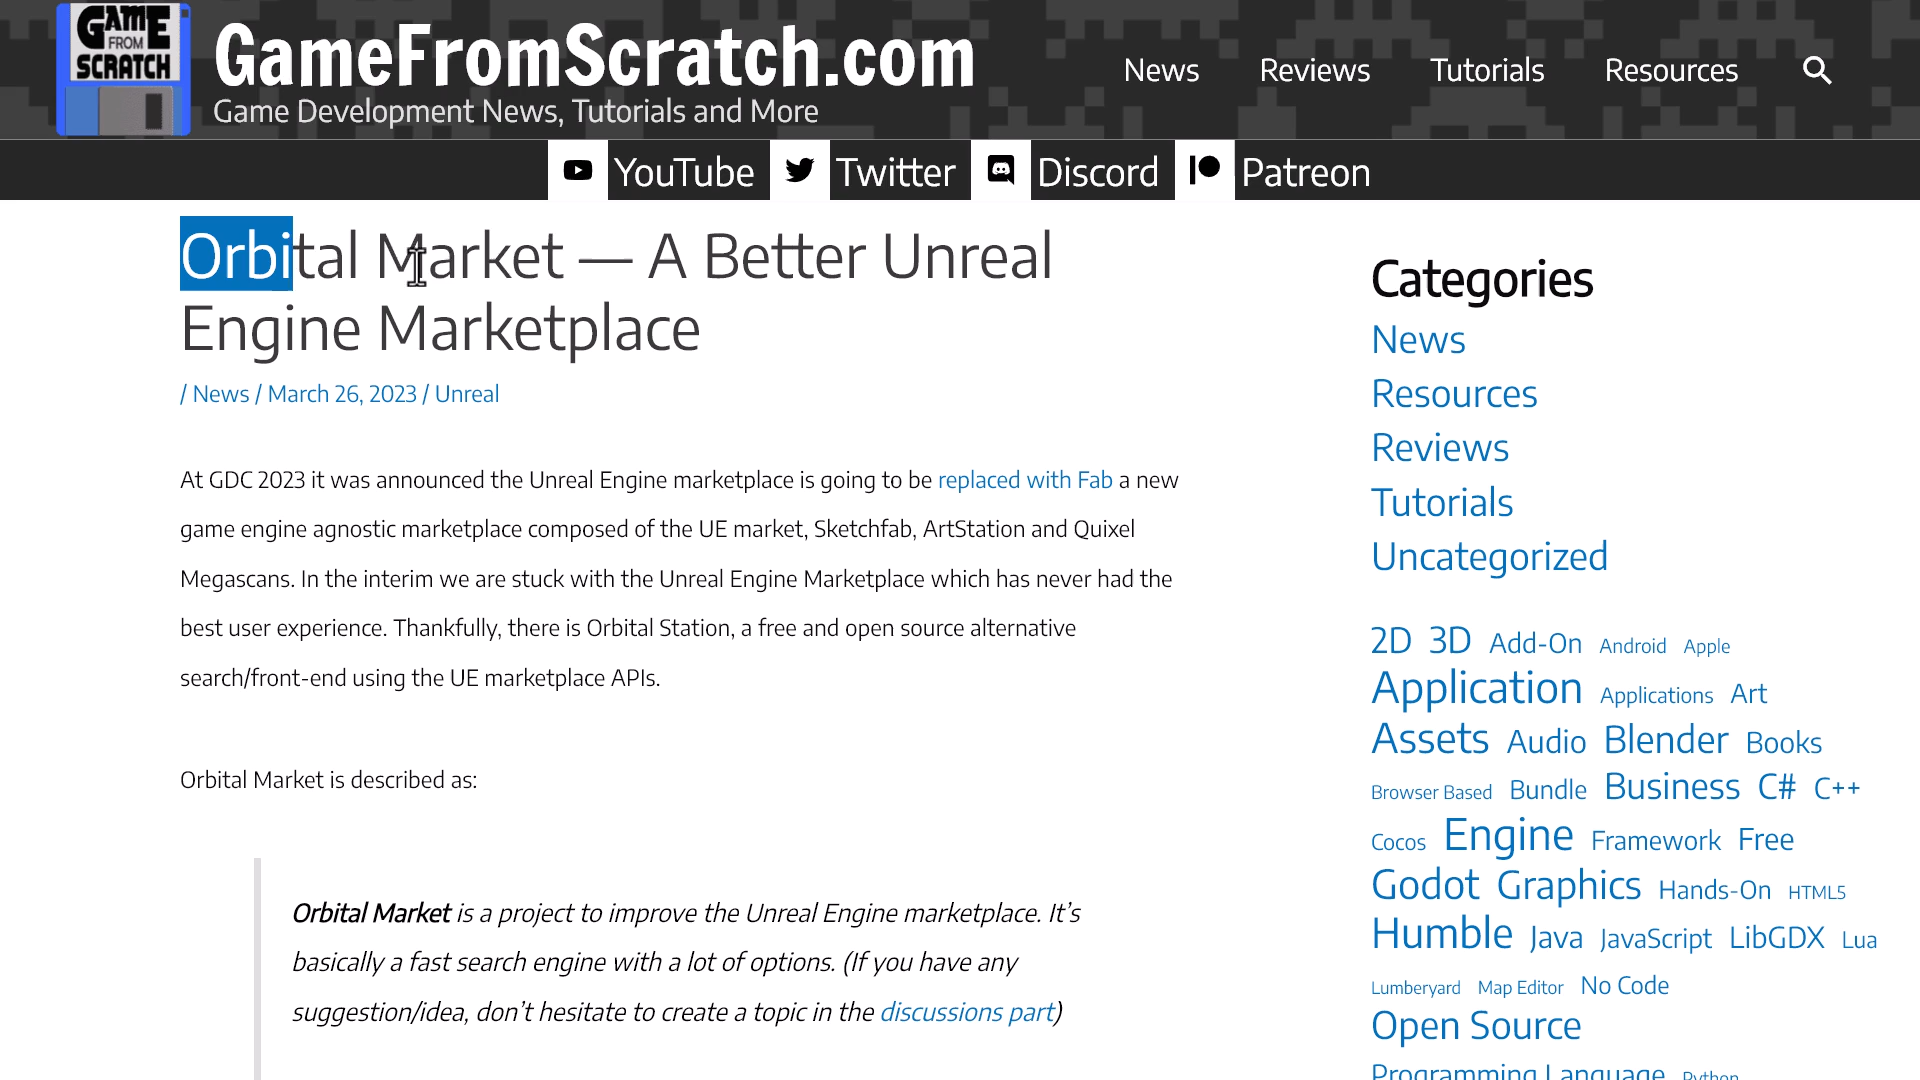 GAME
FROM
SCRATCH
GameFromScratch.com
Game Development News, Tutorials and More
News Reviews Tutorials Resources
YouTube Twitter Discord Patreon
Orbital Market — A Better Unreal
Engine Marketplace
/ News / March 26, 2023 / Unreal
At GDC 2023 it was announced the Unreal Engine marketplace is going to be replaced with Fab a new
game engine agnostic marketplace composed of the UE market, Sketchfab, ArtStation and Quixel
Megascans. In the interim we are stuck with the Unreal Engine Marketplace which has never had the
best user experience. Thankfully, there is Orbital Station, a free and open source alternative
search/front-end using the UE marketplace APIs.
Orbital Market is described as:
Orbital Market is a project to improve the Unreal Engine marketplace. It’s
basically a fast search engine with a lot of options. (If you have any
suggestion/idea, don’t hesitate to create a topic in the discussions part)
Categories
News
Resources
Reviews
Tutorials
Uncategorized
2D 3D Add-On Android Apple
Application Applications Art
Assets Audio Blender Books
Browser Based Bundle Business C# C++
Cocos Engine Framework Free
Godot Graphics Hands-On HTML5
Humble Java JavaScript LibGDX Lua
Lumberyard Map Editor No Code
Open Source
Programming Language Python